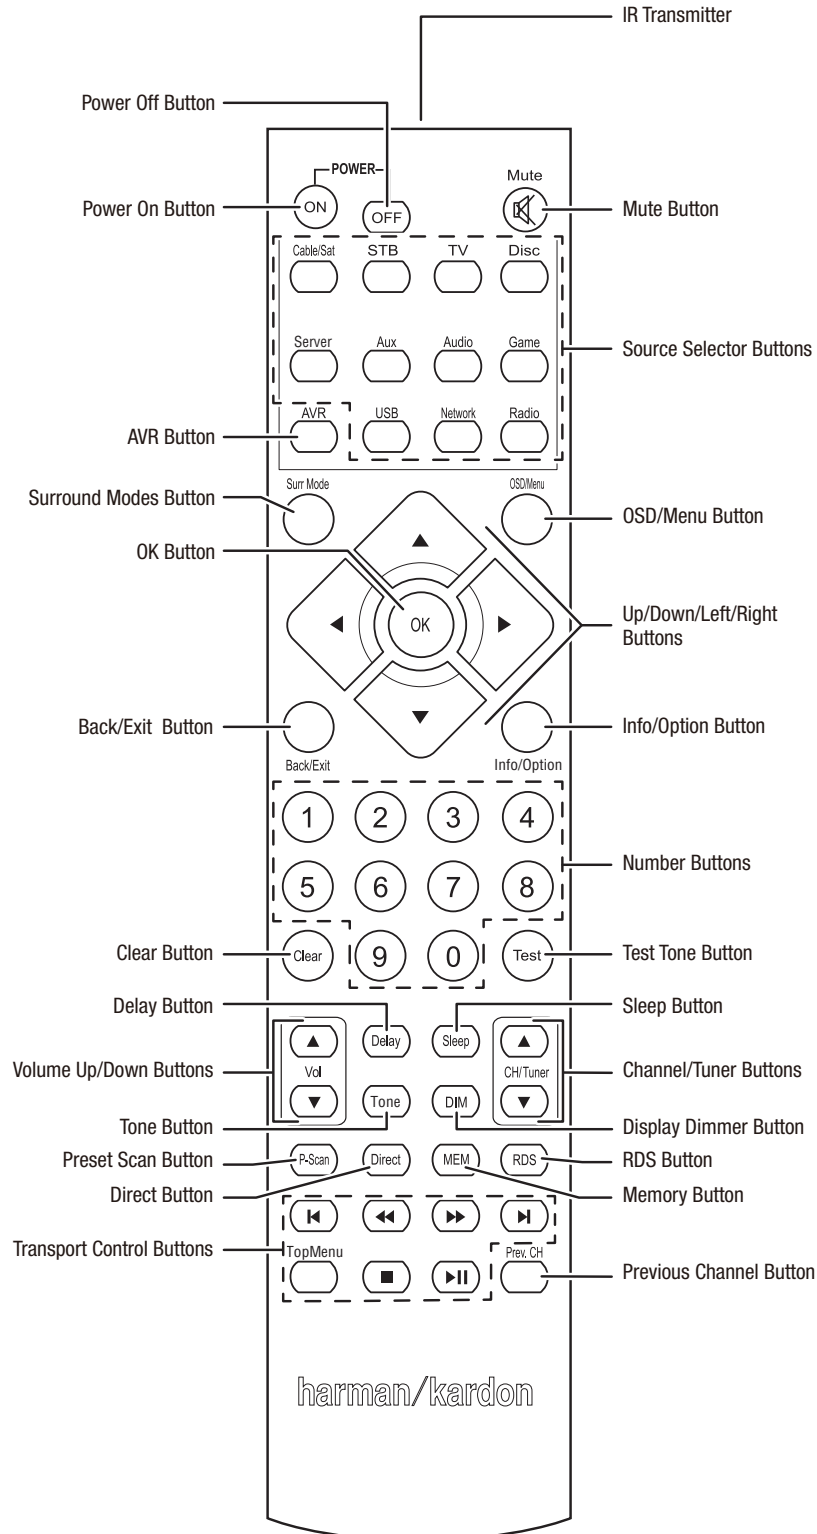 IR Transmitter
Power Off Button
POWER
Mute
Power On Button
ON
OFF
Mute Button
Cable/Sat STB TV Disc
Server Aux Audio Game
Source Selector Buttons
AVR USB Network Radio
AVR Button
Surr Mode
OSD/Menu
Surround Modes Button
OSD/Menu Button
OK Button
OK
Up/Down/Left/Right
Buttons
Back/Exit Button
Info/Option Button
Back/Exit
Info/Option
1 2 3 4
Number Buttons
5 6 7 8
Clear Button
Clear
9 0
Test
Test Tone Button
Delay Button
Sleep Button
Delay
Sleep
Volume Up/Down Buttons
Vol
CH/Tuner
Channel/Tuner Buttons
Tone
DIM
Tone Button
Display Dimmer Button
Preset Scan Button
P-Scan
Direct
MEM
RDS
RDS Button
Direct Button
Memory Button
Transport Control Buttons
TopMenu
Prev. CH
Previous Channel Button
harman/kardon